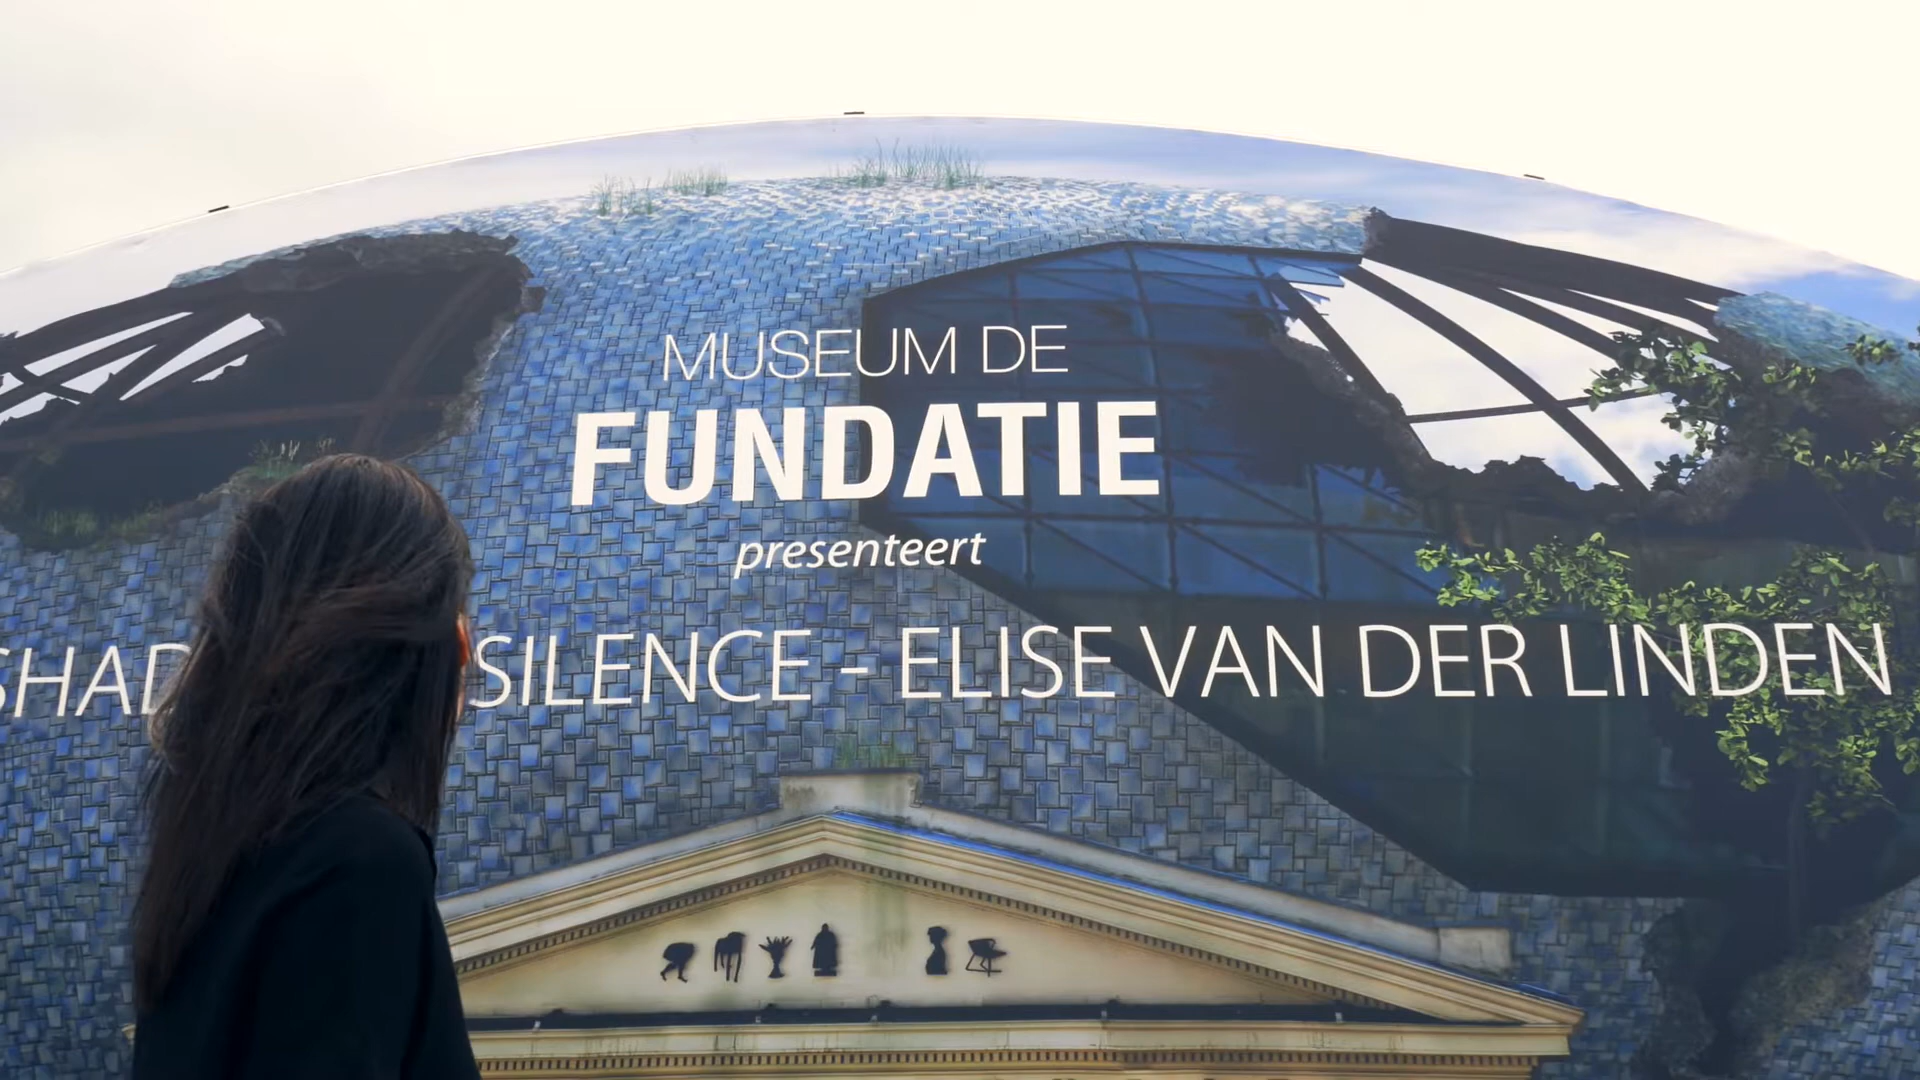 MUSEUM DE
FUNDATIE
presenteert
SILENCE - ELISE VAN DER LINDEN